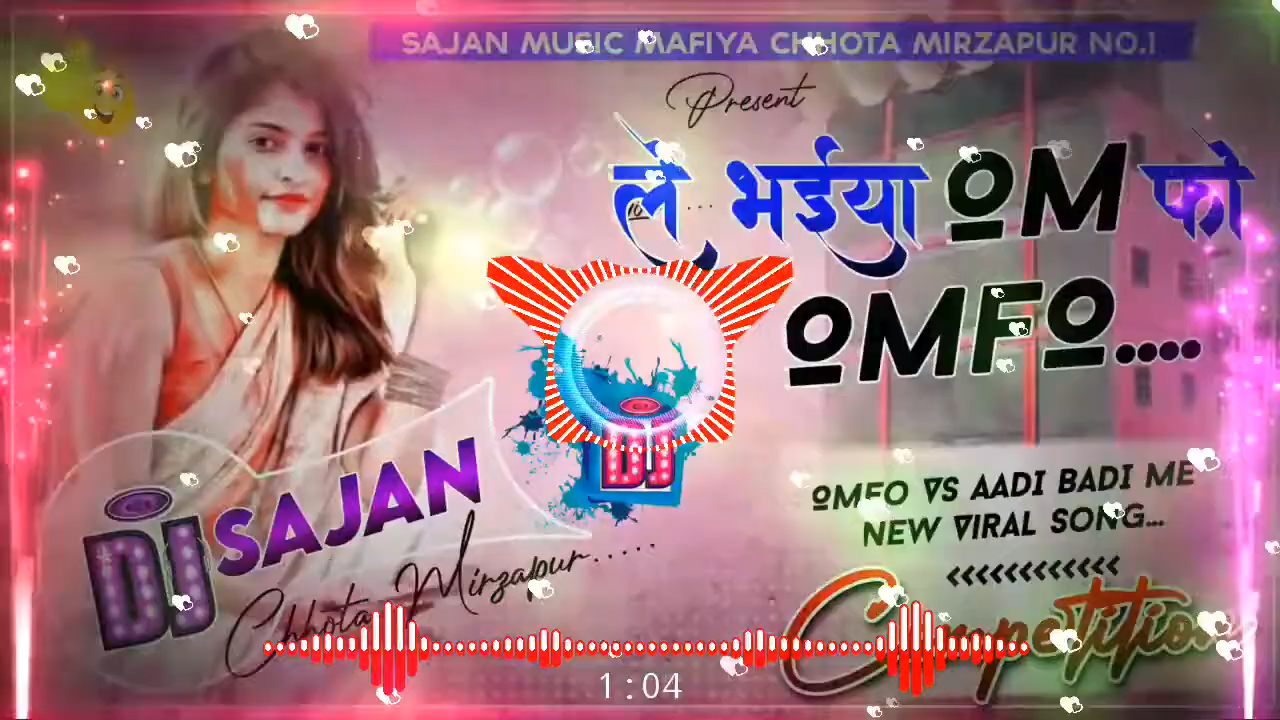 SAJAN MUSIC MAFIYA CHHOTA MIRZAPUR NO.1
Present
ले भईया OM फो
OMFO....
DJ
DJ SAJAN
Chhota Mirzapur.....
OMFO VS AADI BADI ME
NEW VIRAL SONG...
<<<<<<<<<<<<
Competition
1:04